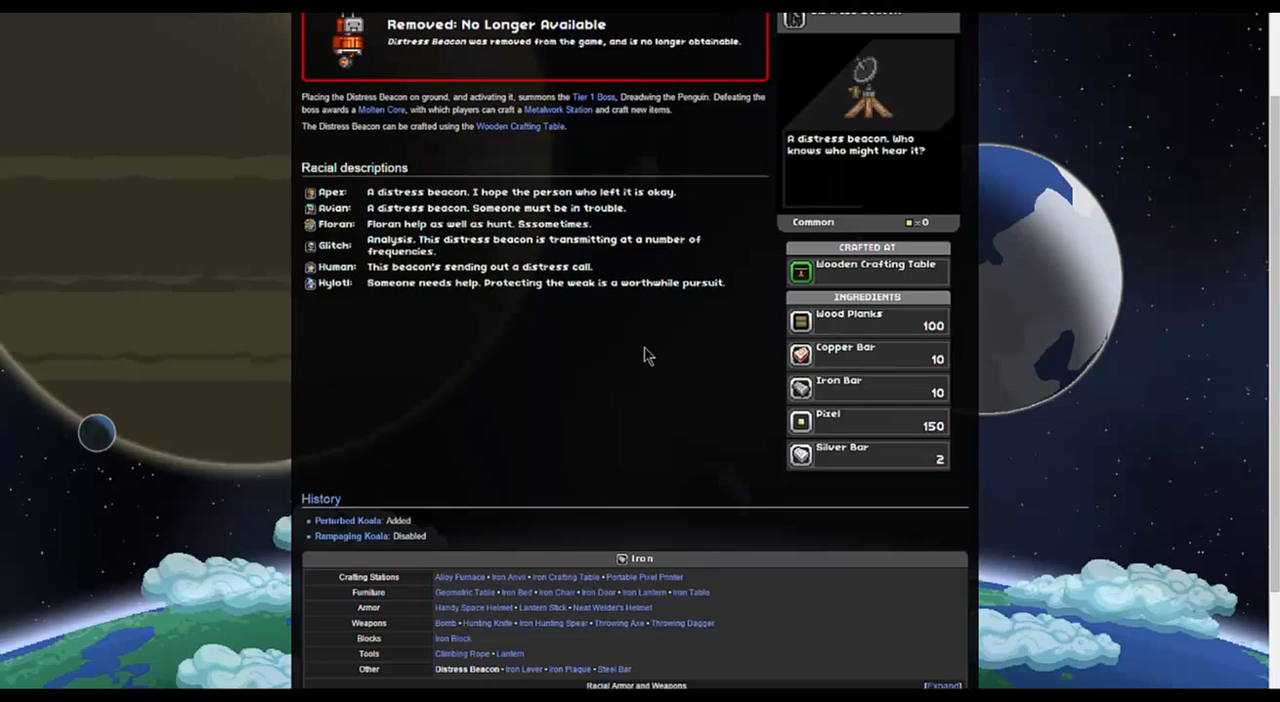 Removed: No Longer Available
Distress Beacon was removed from the game, and is no longer obtainable.
Placing the Distress Beacon on ground, and activating it, summons the Tier 1 Boss, Dreadwing the Penguin. Defeating the
boss awards a Molten Core, with which players can craft a Metalwork Station and craft new items.
The Distress Beacon can be crafted using the Wooden Crafting Table.
Racial descriptions
Apex: A distress beacon. I hope the person who left it is okay.
Avian: A distress beacon. Someone must be in trouble.
Floran: Floran help as well as hunt. Sssometimes.
Glitch: Analysis. This distress beacon is transmitting at a number of
frequencies.
Human: This beacon's sending out a distress call.
Hylotl: Someone needs help. Protecting the weak is a worthwhile pursuit.
A distress beacon. Who
knows who might hear it?
Common x0
CRAFTED AT
Wooden Crafting Table
INGREDIENTS
Wood Planks
100
Copper Bar
10
Iron Bar
10
Pixel
150
Silver Bar
2
History
• Perturbed Koala: Added
• Rampaging Koala: Disabled
Iron
Crafting Stations Alloy Furnace • Iron Anvil • Iron Crafting Table • Portable Pixel Printer
Furniture Geometric Table • Iron Bed • Iron Chair • Iron Door • Iron Lantern • Iron Table
Armor Handy Space Helmet • Lantern Stick • Neat Welder's Helmet
Weapons Bomb • Hunting Knife • Iron Hunting Spear • Throwing Axe • Throwing Dagger
Blocks Iron Block
Tools Climbing Rope • Lantern
Other Distress Beacon • Iron Lever • Iron Plaque • Steel Bar
Racial Armor and Weapons [Expand]